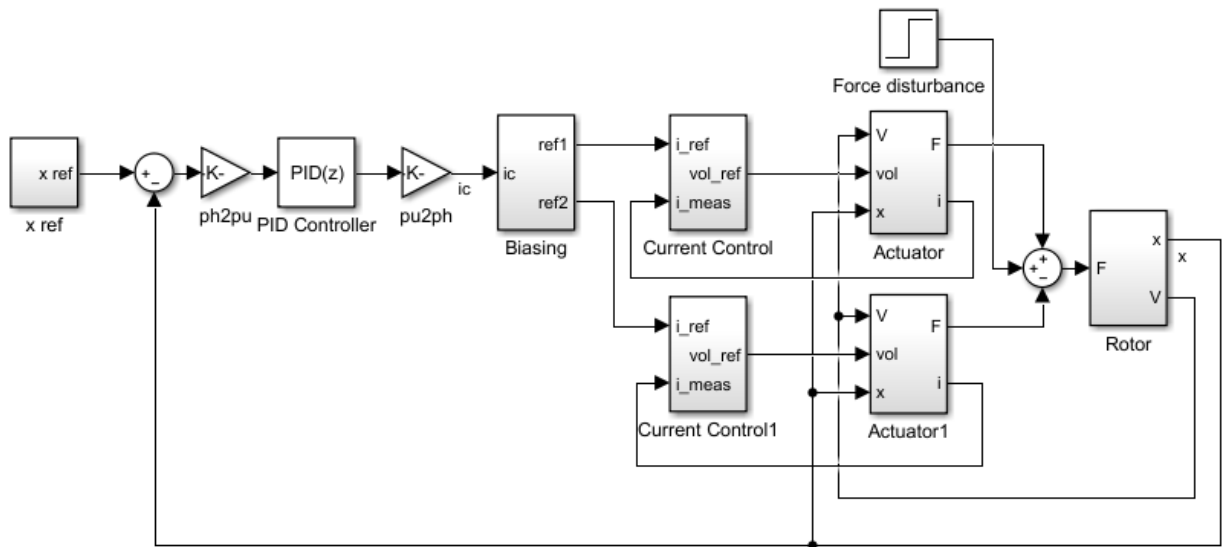 Force disturbance
x ref
x ref
+
−
-K-
ph2pu
PID(z)
PID Controller
-K-
pu2ph
ic
ic
ref1
ref2
Biasing
i_ref
vol_ref
i_meas
Current Control
V
F
vol
i
x
Actuator
+
+
−
F
x
V
Rotor
x
i_ref
vol_ref
i_meas
Current Control1
V
F
vol
i
x
Actuator1